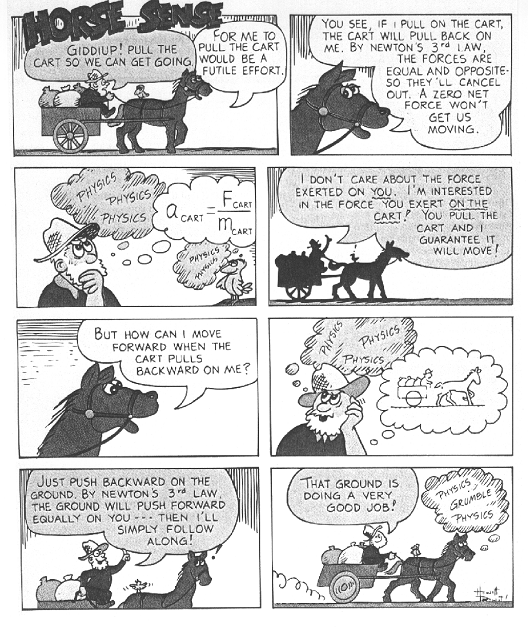 HORSE SENSE
GIDDIUP! PULL THE
CART SO WE CAN GET GOING.
FOR ME TO
PULL THE CART
WOULD BE A
FUTILE EFFORT.
YOU SEE, IF I PULL ON THE CART,
THE CART WILL PULL BACK ON
ME. BY NEWTON'S 3rd LAW,
THE FORCES ARE
EQUAL AND OPPOSITE-
SO THEY'LL CANCEL
OUT. A ZERO NET
FORCE WON'T
GET US
MOVING.
PHYSICS
PHYSICS
PHYSICS
a CART = F CART
m CART
PHYSICS
PHYSICS
I DON'T CARE ABOUT THE FORCE
EXERTED ON YOU. I'M INTERESTED
IN THE FORCE YOU EXERT ON THE
CART! YOU PULL THE
CART AND I
GUARANTEE IT
WILL MOVE!
BUT HOW CAN I MOVE
FORWARD WHEN THE
CART PULLS
BACKWARD ON ME?
PHYSICS
PHYSICS
PHYSICS
JUST PUSH BACKWARD ON THE
GROUND. BY NEWTON'S 3rd LAW,
THE GROUND WILL PUSH FORWARD
EQUALLY ON YOU --- THEN I'LL
SIMPLY FOLLOW
ALONG!
THAT GROUND IS
DOING A VERY
GOOD JOB!
PHYSICS
GRUMBLE
PHYSICS